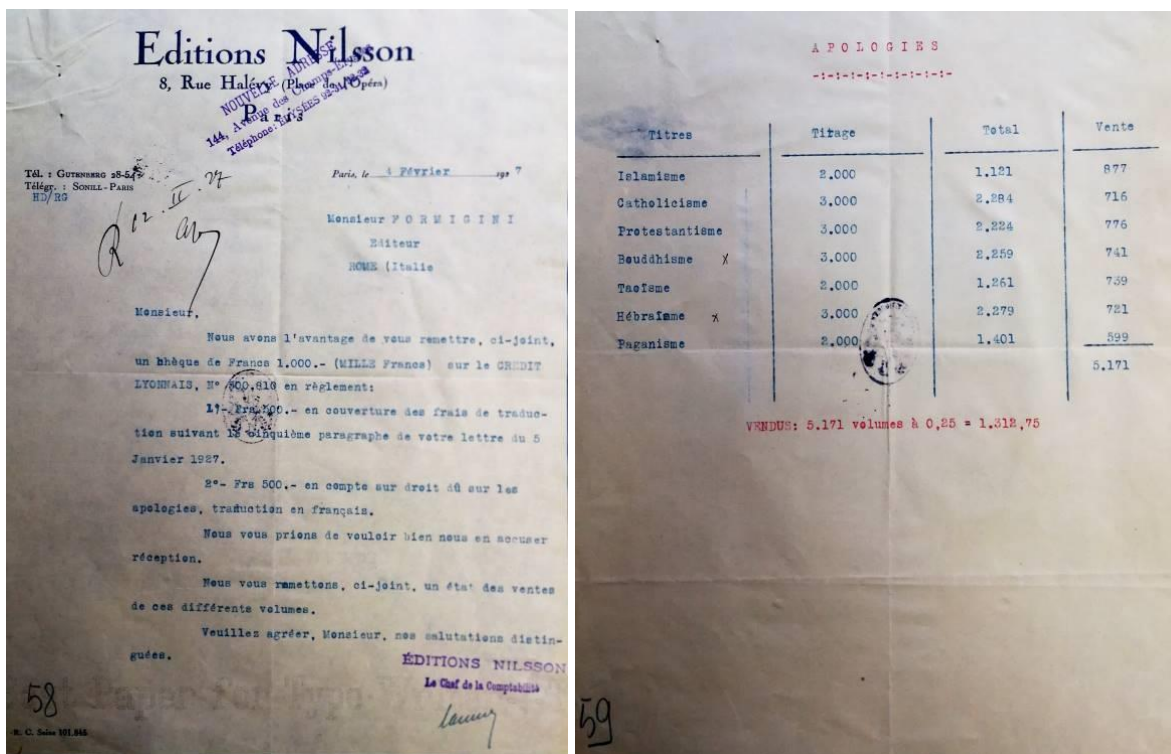 Editions Nilsson
8, Rue Halévy (Place de l'Opéra)
Paris
NOUVELLE ADRESSE
144, Avenue des Champs-Elysées
Téléphone: ELYSÉES
Tél. : GUTENBERG 28-54
Télégr. : SONILL-PARIS
HD/RG
Paris, le 4 Février 1927
R 12.II.27
Monsieur FORMIGINI
Editeur
ROME (Italie
Monsieur,
Nous avons l'avantage de vous remettre, ci-joint,
un bhèque de Francs 1.000.- (MILLE Francs) sur le CREDIT
LYONNAIS, N° 600.810 en règlement:
1°- Frs 500.- en couverture des frais de traduc-
tion suivant le cinquième paragraphe de votre lettre du 5
Janvier 1927.
2°- Frs 500.- en compte sur droit dû sur les
apologies, traduction en français.
Nous vous prions de vouloir bien nous en accuser
réception.
Nous vous remettons, ci-joint, un état des ventes
de ces différents volumes.
Veuillez agréer, Monsieur, nos salutations distin-
guées.
ÉDITIONS NILSSON
Le Chef de la Comptabilité
58
R. C. Seine 101.845
APOLOGIES
-:-:-:-:-:-:-:-:-:-
Titres Titage Total Vente
Islamisme 2.000 1.121 877
Catholicisme 3.000 2.284 716
Protestantisme 3.000 2.224 776
Bouddhisme x 3.000 2.259 741
Taoïsme 2.000 1.261 739
Hébraïsme x 3.000 2.279 721
Paganisme 2.000 1.401 599
5.171
VENDUS: 5.171 volumes à 0,25 = 1.312,75
59